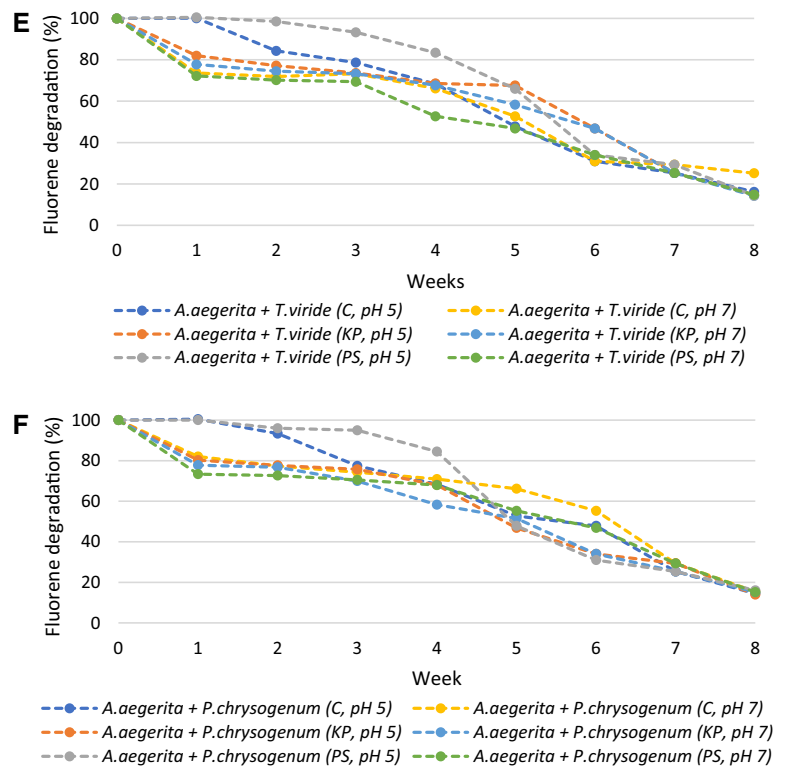 E
Fluorene degradation (%)
100
80
60
40
20
0
0 1 2 3 4 5 6 7 8
Weeks
A.aegerita + T.viride (C, pH 5) A.aegerita + T.viride (C, pH 7)
A.aegerita + T.viride (KP, pH 5) A.aegerita + T.viride (KP, pH 7)
A.aegerita + T.viride (PS, pH 5) A.aegerita + T.viride (PS, pH 7)
F
Fluorene degradation (%)
100
80
60
40
20
0
0 1 2 3 4 5 6 7 8
Week
A.aegerita + P.chrysogenum (C, pH 5) A.aegerita + P.chrysogenum (C, pH 7)
A.aegerita + P.chrysogenum (KP, pH 5) A.aegerita + P.chrysogenum (KP, pH 7)
A.aegerita + P.chrysogenum (PS, pH 5) A.aegerita + P.chrysogenum (PS, pH 7)